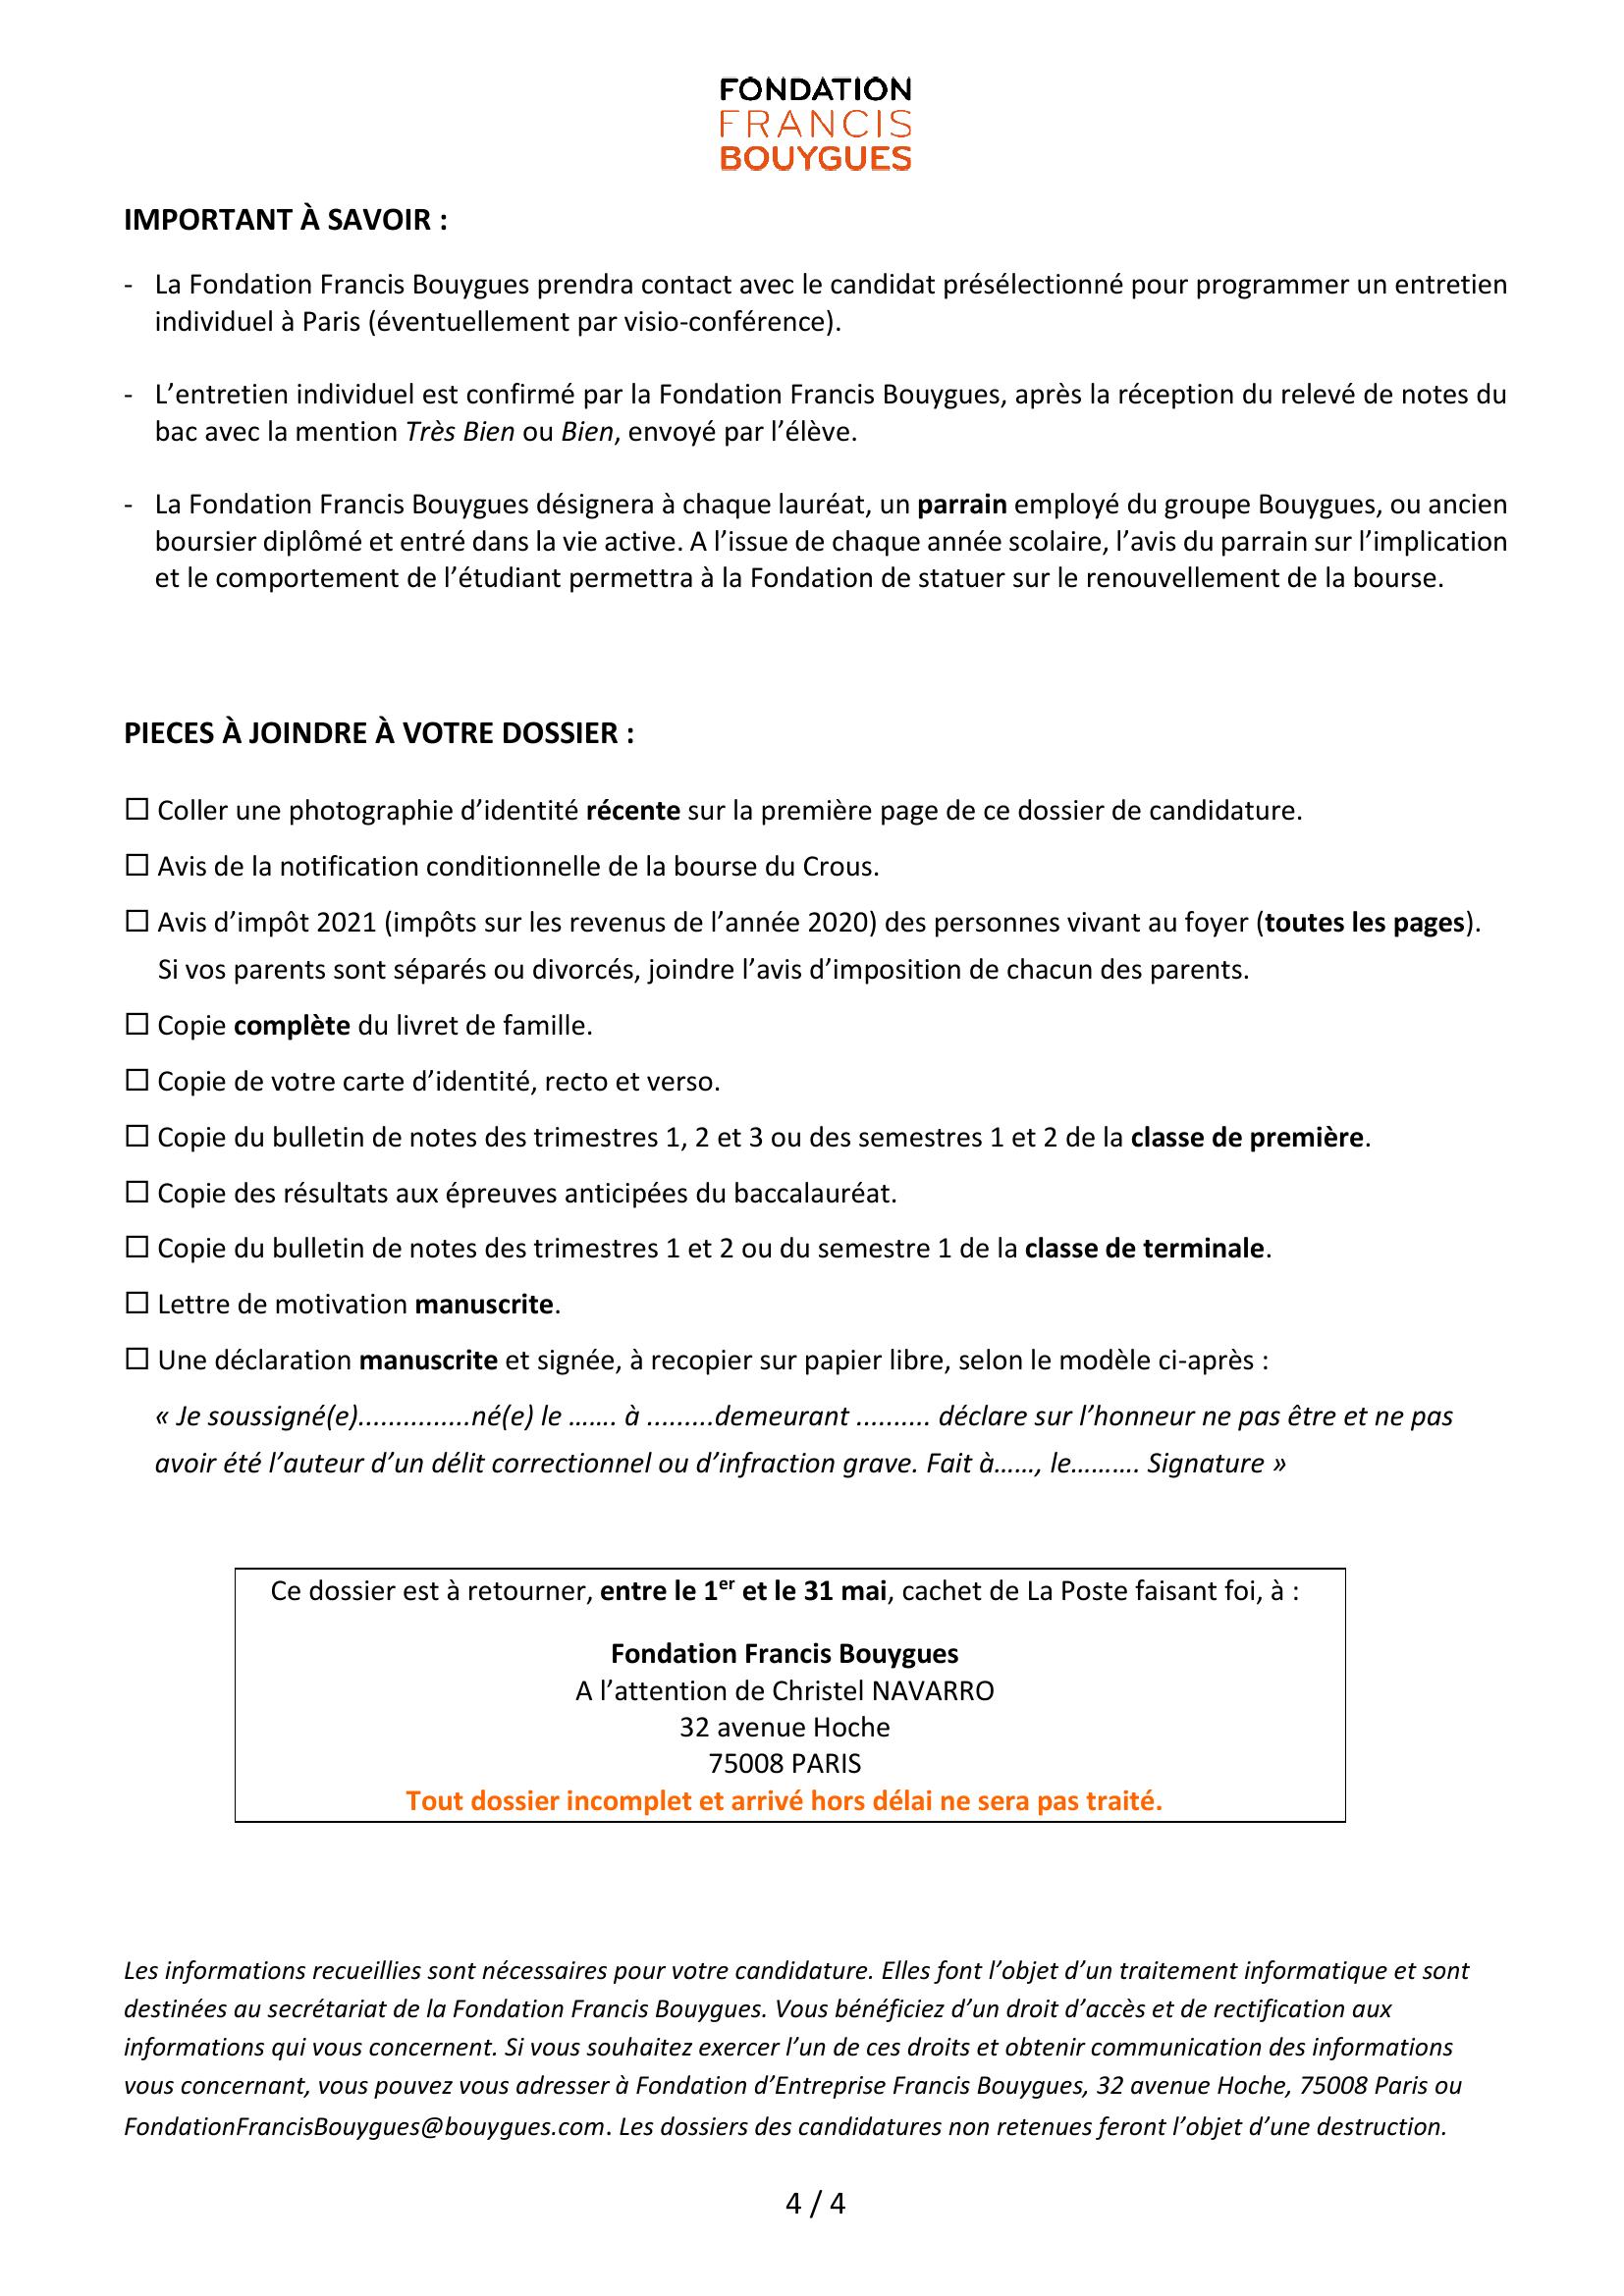 FONDATION
FRANCIS
BOUYGUES
IMPORTANT À SAVOIR :
- La Fondation Francis Bouygues prendra contact avec le candidat présélectionné pour programmer un entretien
individuel à Paris (éventuellement par visio-conférence).
- L’entretien individuel est confirmé par la Fondation Francis Bouygues, après la réception du relevé de notes du
bac avec la mention Très Bien ou Bien, envoyé par l’élève.
- La Fondation Francis Bouygues désignera à chaque lauréat, un parrain employé du groupe Bouygues, ou ancien
boursier diplômé et entré dans la vie active. A l’issue de chaque année scolaire, l’avis du parrain sur l’implication
et le comportement de l’étudiant permettra à la Fondation de statuer sur le renouvellement de la bourse.
PIECES À JOINDRE À VOTRE DOSSIER :
☐ Coller une photographie d’identité récente sur la première page de ce dossier de candidature.
☐ Avis de la notification conditionnelle de la bourse du Crous.
☐ Avis d’impôt 2021 (impôts sur les revenus de l’année 2020) des personnes vivant au foyer (toutes les pages).
Si vos parents sont séparés ou divorcés, joindre l’avis d’imposition de chacun des parents.
☐ Copie complète du livret de famille.
☐ Copie de votre carte d’identité, recto et verso.
☐ Copie du bulletin de notes des trimestres 1, 2 et 3 ou des semestres 1 et 2 de la classe de première.
☐ Copie des résultats aux épreuves anticipées du baccalauréat.
☐ Copie du bulletin de notes des trimestres 1 et 2 ou du semestre 1 de la classe de terminale.
☐ Lettre de motivation manuscrite.
☐ Une déclaration manuscrite et signée, à recopier sur papier libre, selon le modèle ci-après :
« Je soussigné(e)...............né(e) le ……. à .........demeurant .......... déclare sur l’honneur ne pas être et ne pas
avoir été l’auteur d’un délit correctionnel ou d’infraction grave. Fait à……, le………. Signature »
Ce dossier est à retourner, entre le 1er et le 31 mai, cachet de La Poste faisant foi, à :
Fondation Francis Bouygues
A l’attention de Christel NAVARRO
32 avenue Hoche
75008 PARIS
Tout dossier incomplet et arrivé hors délai ne sera pas traité.
Les informations recueillies sont nécessaires pour votre candidature. Elles font l’objet d’un traitement informatique et sont
destinées au secrétariat de la Fondation Francis Bouygues. Vous bénéficiez d’un droit d’accès et de rectification aux
informations qui vous concernent. Si vous souhaitez exercer l’un de ces droits et obtenir communication des informations
vous concernant, vous pouvez vous adresser à Fondation d’Entreprise Francis Bouygues, 32 avenue Hoche, 75008 Paris ou
FondationFrancisBouygues@bouygues.com. Les dossiers des candidatures non retenues feront l’objet d’une destruction.
4 / 4